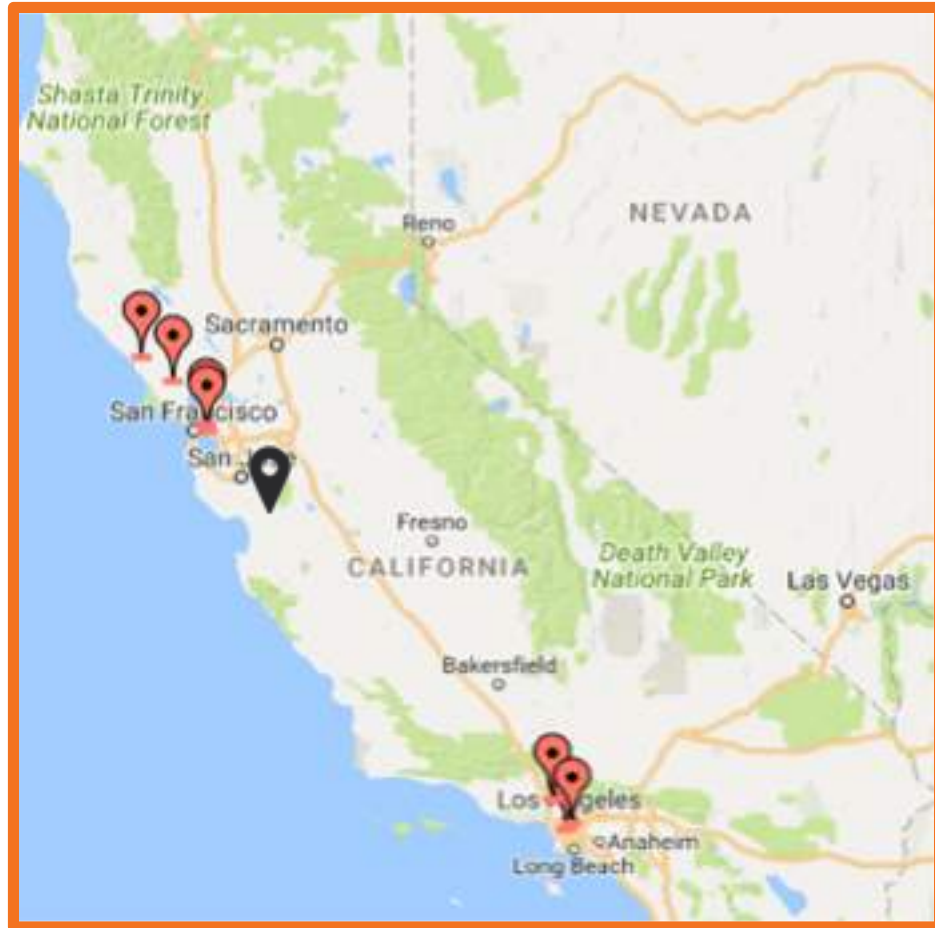 Shasta Trinity
National Forest
Reno
NEVADA
Sacramento
San Francisco
San
Fresno
CALIFORNIA
Death Valley
National Park
Las Vegas
Bakersfield
Los Angeles
Anaheim
Long Beach